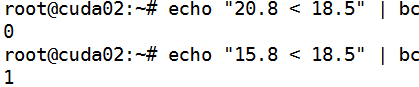 root@cuda02:~# echo "20.8 < 18.5" | bc
0
root@cuda02:~# echo "15.8 < 18.5" | bc
1